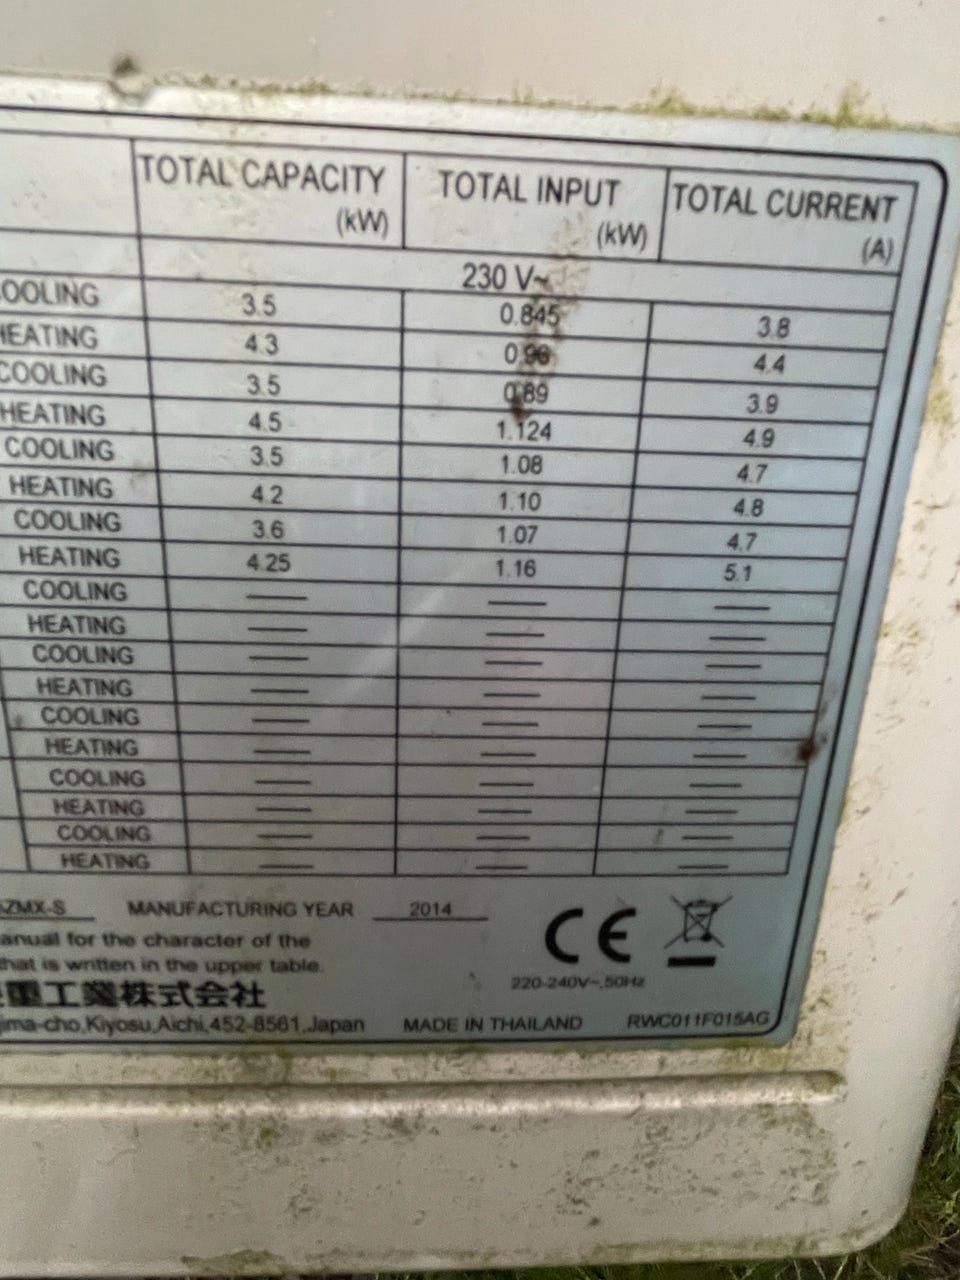 TOTAL CAPACITY (kW) TOTAL INPUT (kW) TOTAL CURRENT (A)
230 V~
COOLING 3.5 0.845 3.8
HEATING 4.3 4.4
COOLING 3.5 0.89 3.9
HEATING 4.5 1.124 4.9
COOLING 3.5 1.08 4.7
HEATING 4.2 1.10 4.8
COOLING 3.6 1.07 4.7
HEATING 4.25 1.16 5.1
COOLING — — —
HEATING — — —
COOLING — — —
HEATING — — —
COOLING — — —
HEATING — — —
COOLING — — —
HEATING — — —
COOLING — — —
HEATING — — —
ZMX-S MANUFACTURING YEAR 2014
anual for the character of the
that is written in the upper table.
CE
220-240V~,50Hz
重工業株式会社
jima-cho,Kiyosu,Aichi,452-8561,Japan MADE IN THAILAND RWC011F015AG